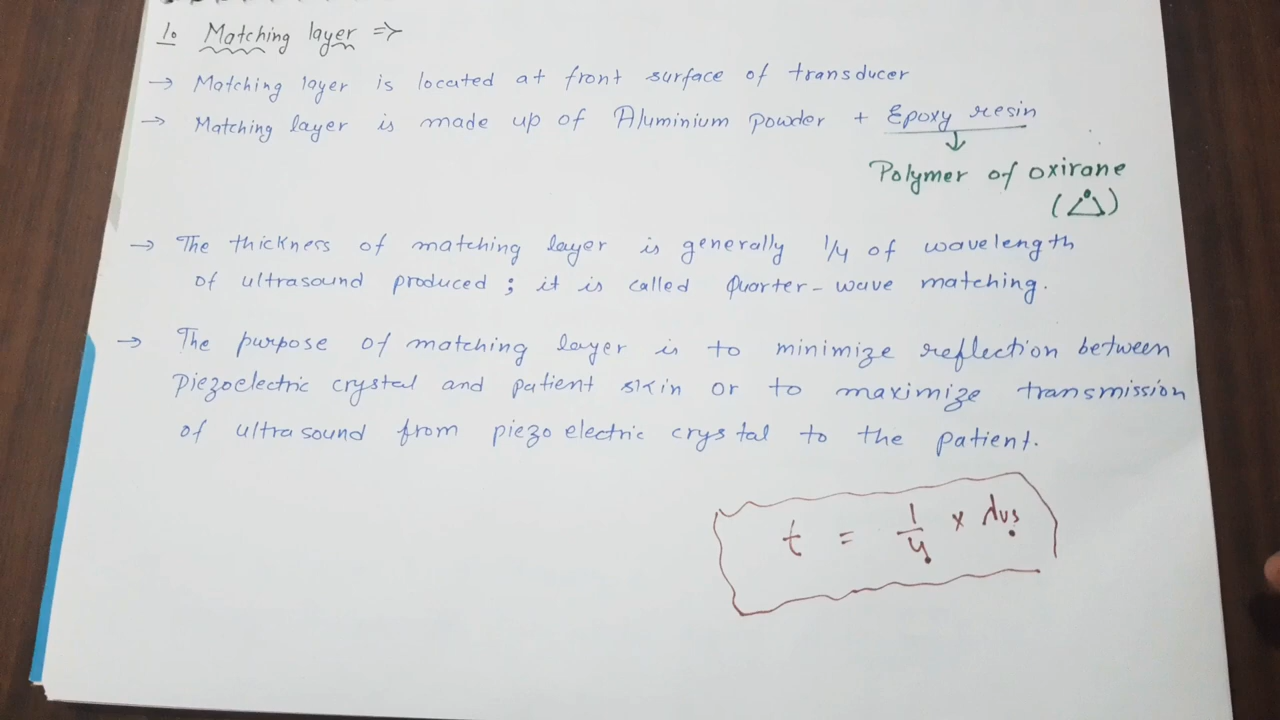 1. Matching layer ⇒
→ Matching layer is located at front surface of transducer
→ Matching layer is made up of Aluminium powder + Epoxy resin
↓
Polymer of oxirane
(△)
→ The thickness of matching layer is generally 1/4 of wavelength
of ultrasound produced ; it is called Quarter-wave matching.
→ The purpose of matching layer is to minimize reflection between
piezoelectric crystal and patient skin or to maximize transmission
of ultrasound from piezoelectric crystal to the patient.
t = 1/4 × λus